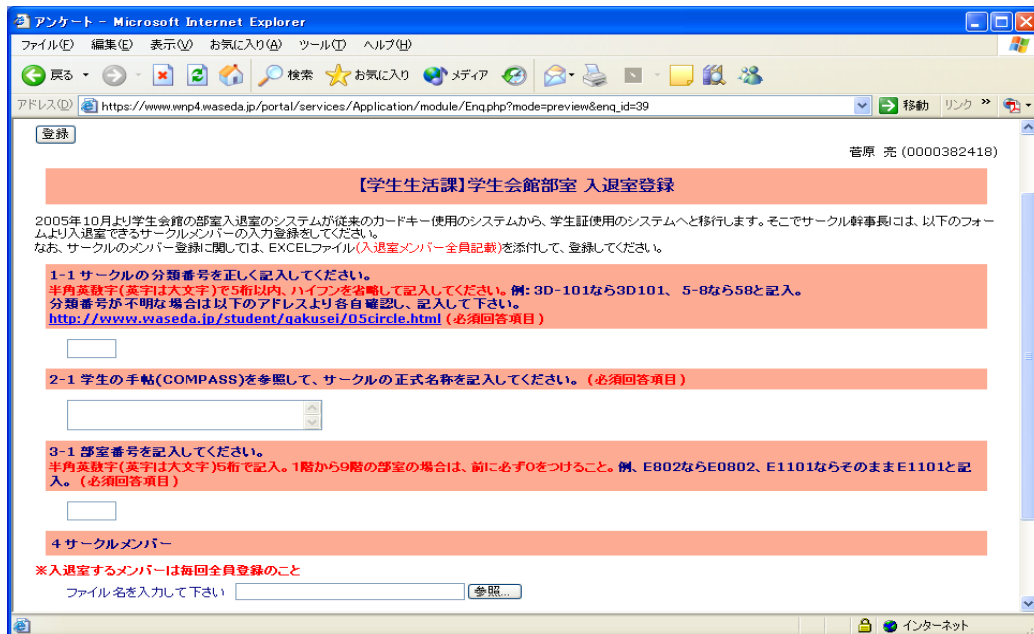 アンケート - Microsoft Internet Explorer
ファイル(F) 編集(E) 表示(V) お気に入り(A) ツール(T) ヘルプ(H)
戻る 検索 お気に入り メディア
アドレス(D) https://www.wnp4.waseda.jp/portal/services/Application/module/Enq.php?mode=preview&enq_id=39 移動 リンク »
登録
菅原 亮 (0000382418)
【学生生活課】学生会館部室 入退室登録
2005年10月より学生会館の部室入退室のシステムが従来のカードキー使用のシステムから、学生証使用のシステムへと移行します。そこでサークル幹事長には、以下のフォー
ムより入退室できるサークルメンバーの入力登録をしてください。
なお、サークルのメンバー登録に関しては、EXCELファイル(入退室メンバー全員記載)を添付して、登録してください。
1-1 サークルの分類番号を正しく記入してください。
半角英数字(英字は大文字)で5桁以内、ハイフンを省略して記入してください。例: 3D-101なら3D101、 5-8なら58と記入。
分類番号が不明な場合は以下のアドレスより各自確認し、記入して下さい。
http://www.waseda.jp/student/gakusei/05circle.html (必須回答項目)
2-1 学生の手帖(COMPASS)を参照して、サークルの正式名称を記入してください。(必須回答項目)
3-1 部室番号を記入してください。
半角英数字(英字は大文字)5桁で記入。1階から9階の部室の場合は、前に必ず0をつけること。例、E802ならE0802、E1101ならそのままE1101と記
入。(必須回答項目)
4 サークルメンバー
※入退室するメンバーは毎回全員登録のこと
ファイル名を入力して下さい 参照...
インターネット